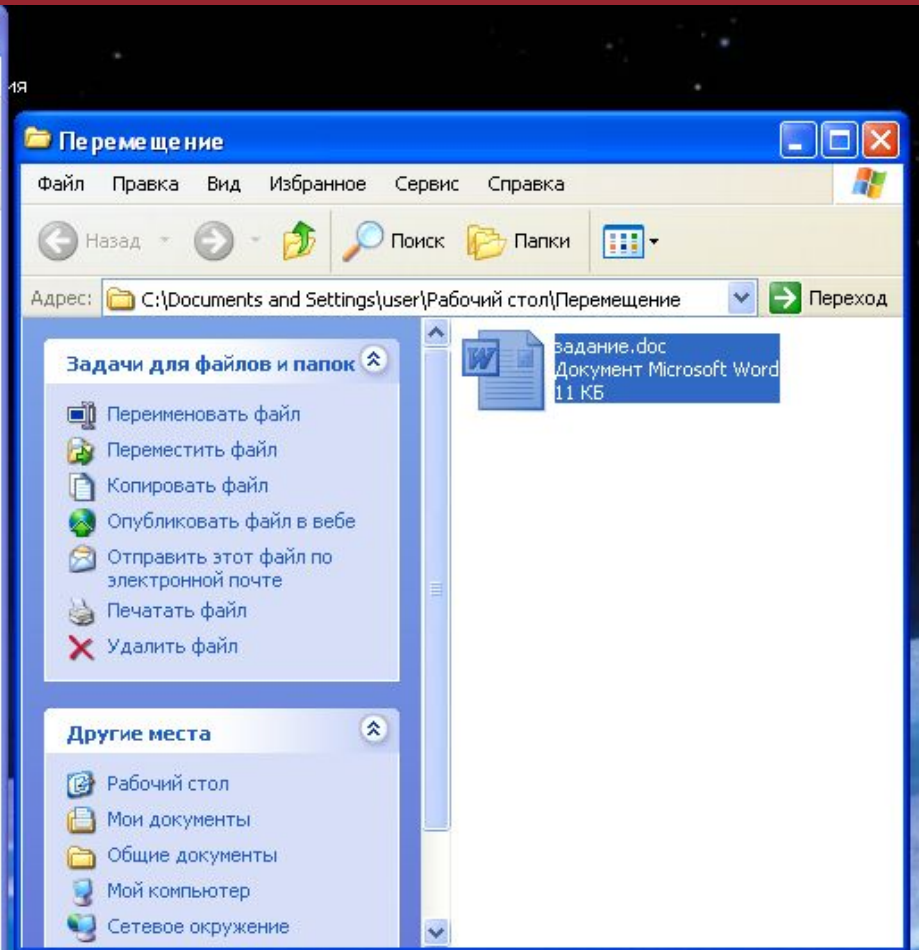 ия
Перемещение
Файл Правка Вид Избранное Сервис Справка
Назад Поиск Папки
Адрес: C:\Documents and Settings\user\Рабочий стол\Перемещение Переход
Задачи для файлов и папок
Переименовать файл
Переместить файл
Копировать файл
Опубликовать файл в вебе
Отправить этот файл по
электронной почте
Печатать файл
Удалить файл
Другие места
Рабочий стол
Мои документы
Общие документы
Мой компьютер
Сетевое окружение
задание.doc
Документ Microsoft Word
11 КБ